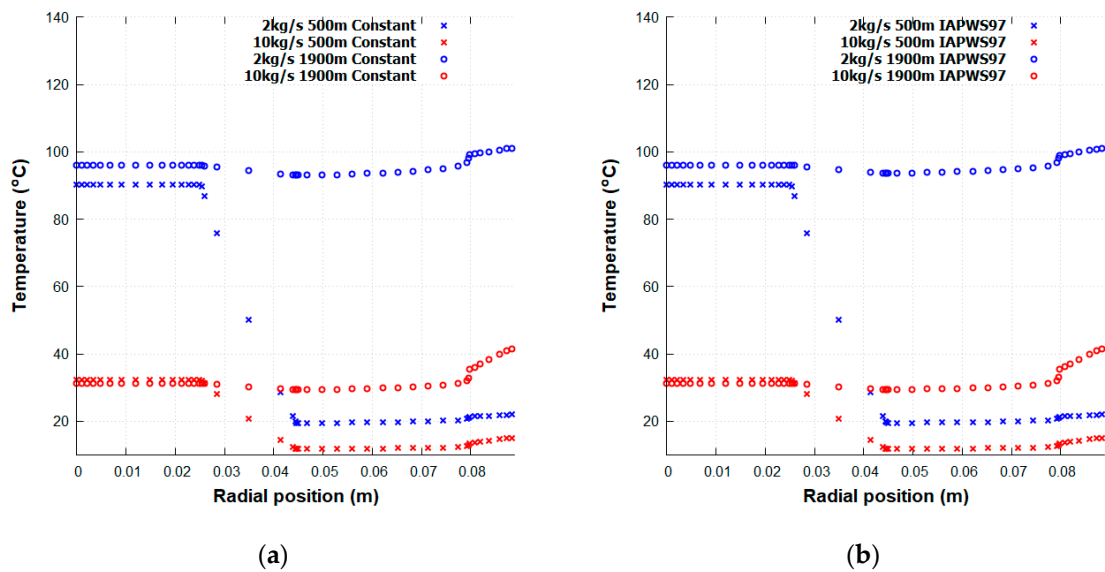 140
120
100
80
60
40
20
0
0.01
0.02
0.03
0.04
0.05
0.06
0.07
0.08
Temperature (°C)
Radial position (m)
2kg/s 500m Constant
10kg/s 500m Constant
2kg/s 1900m Constant
10kg/s 1900m Constant
(a)
140
120
100
80
60
40
20
0
0.01
0.02
0.03
0.04
0.05
0.06
0.07
0.08
Temperature (°C)
Radial position (m)
2kg/s 500m IAPWS97
10kg/s 500m IAPWS97
2kg/s 1900m IAPWS97
10kg/s 1900m IAPWS97
(b)